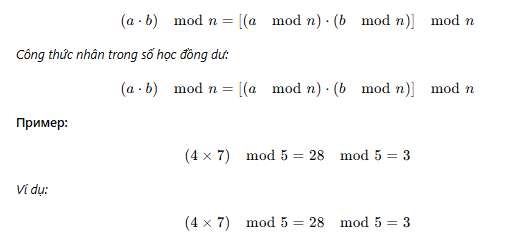 (a · b) mod n = [(a mod n) · (b mod n)] mod n
Công thức nhân trong số học đồng dư:
(a · b) mod n = [(a mod n) · (b mod n)] mod n
Пример:
(4 × 7) mod 5 = 28 mod 5 = 3
Ví dụ:
(4 × 7) mod 5 = 28 mod 5 = 3